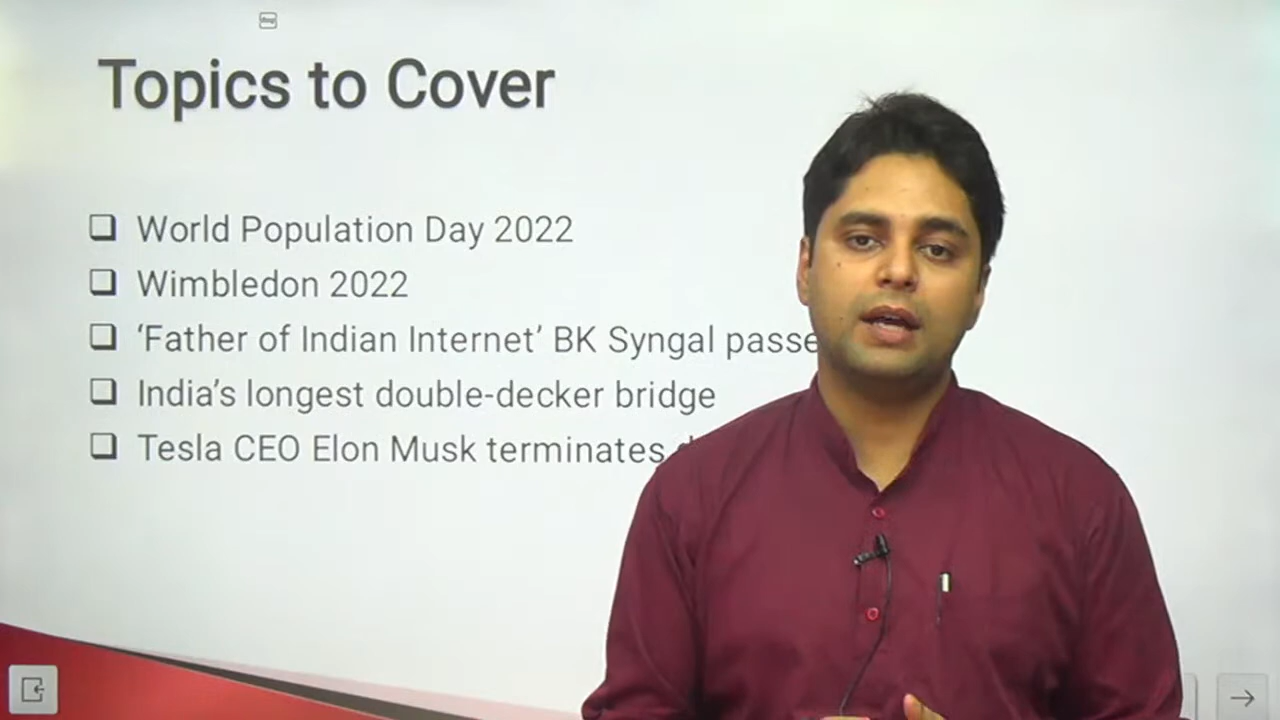 Topics to Cover
World Population Day 2022
Wimbledon 2022
‘Father of Indian Internet’ BK Syngal passe
India’s longest double-decker bridge
Tesla CEO Elon Musk terminates